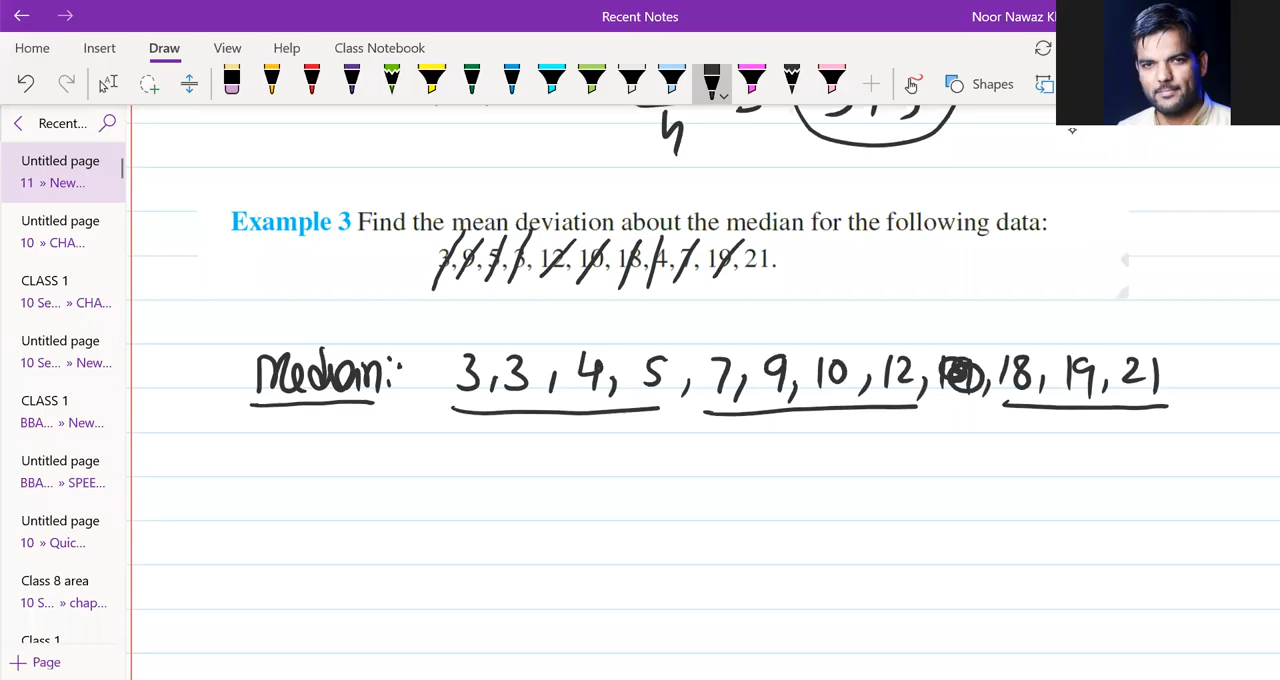 Recent Notes
Noor Nawaz
Home Insert Draw View Help Class Notebook
Shapes
Recent...
Untitled page
11 » New...
Untitled page
10 » CHA...
CLASS 1
10 Se... » CHA...
Untitled page
10 Se... » New...
CLASS 1
BBA... » New...
Untitled page
BBA... » SPEE...
Untitled page
10 » Quic...
Class 8 area
10 S... » chap...
Class 1
Page
Example 3 Find the mean deviation about the median for the following data:
3, 9, 5, 3, 12, 10, 18, 4, 7, 19, 21.
Median:- 3, 3, 4, 5, 7, 9, 10, 12, 18, 19, 21